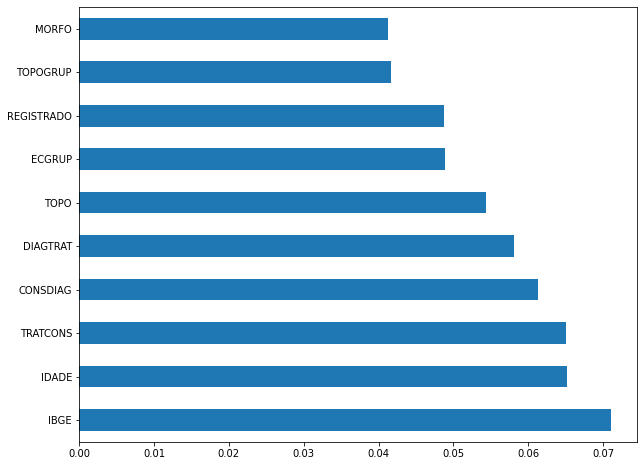 MORFO
TOPOGRUP
REGISTRADO
ECGRUP
TOPO
DIAGTRAT
CONSDIAG
TRATCONS
IDADE
IBGE
0.00 0.01 0.02 0.03 0.04 0.05 0.06 0.07